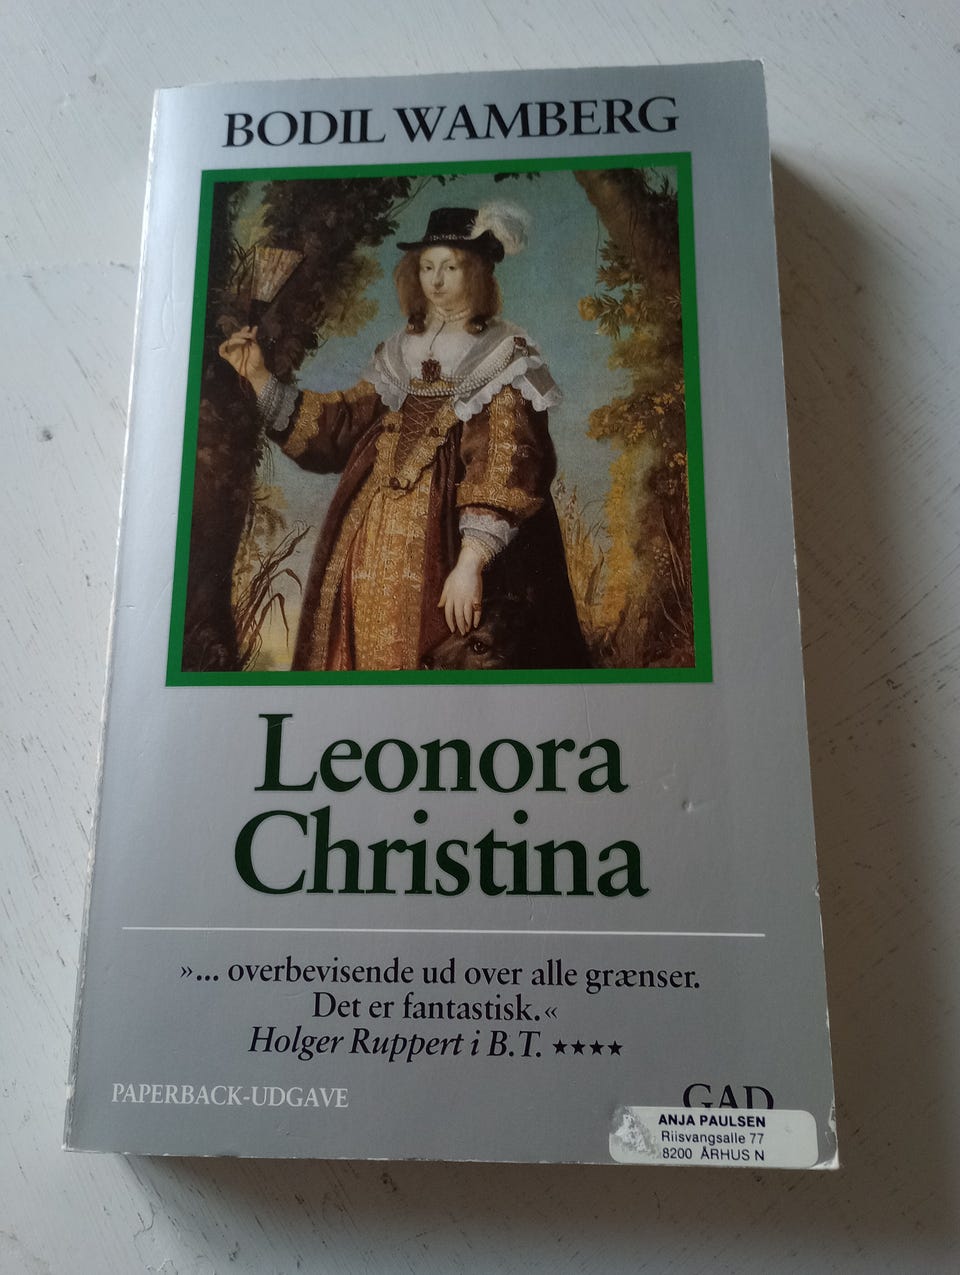 BODIL WAMBERG
Leonora
Christina
»... overbevisende ud over alle grænser.
Det er fantastisk.«
Holger Ruppert i B.T. ★★★★
PAPERBACK-UDGAVE
GAD
ANJA PAULSEN
Riisvangsalle 77
8200 ÅRHUS N